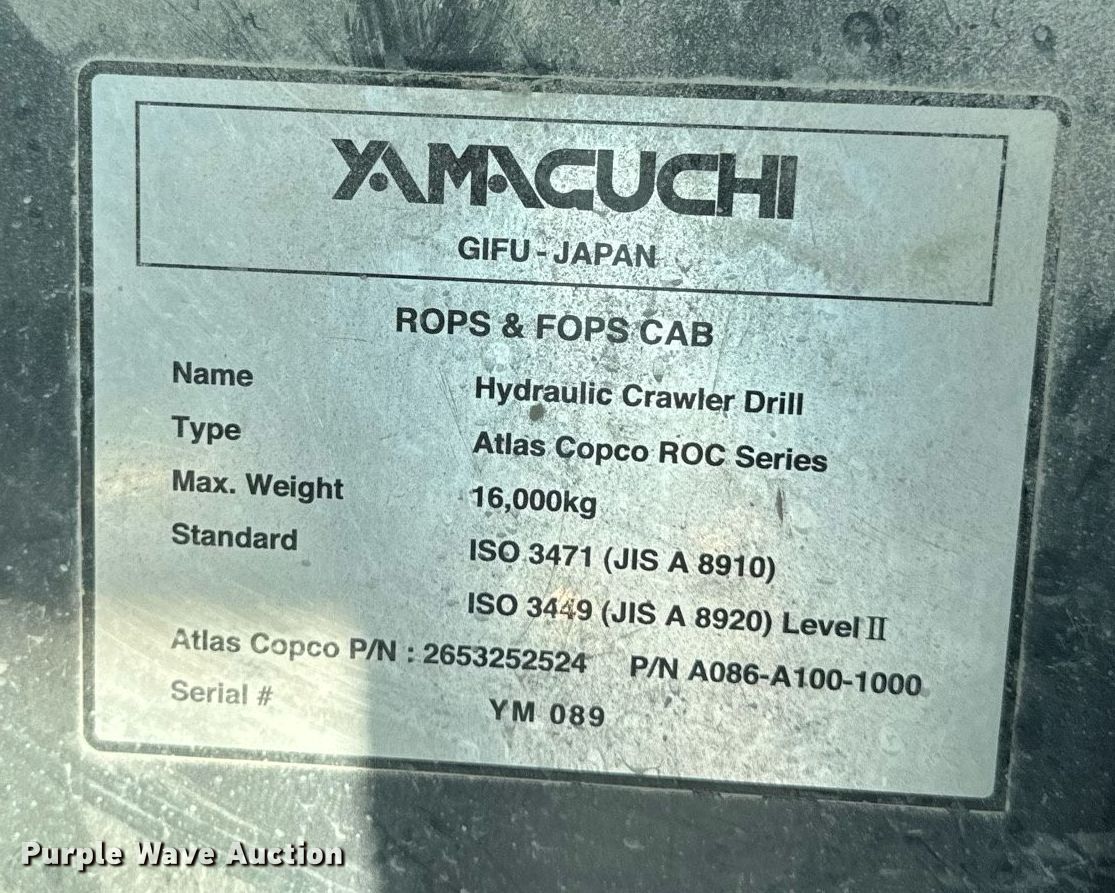 YAMAGUCHI
GIFU - JAPAN
ROPS & FOPS CAB
Name Hydraulic Crawler Drill
Type Atlas Copco ROC Series
Max. Weight 16,000kg
Standard ISO 3471 (JIS A 8910)
ISO 3449 (JIS A 8920) Level II
Atlas Copco P/N : 2653252524 P/N A086-A100-1000
Serial # YM 089
Purple Wave Auction